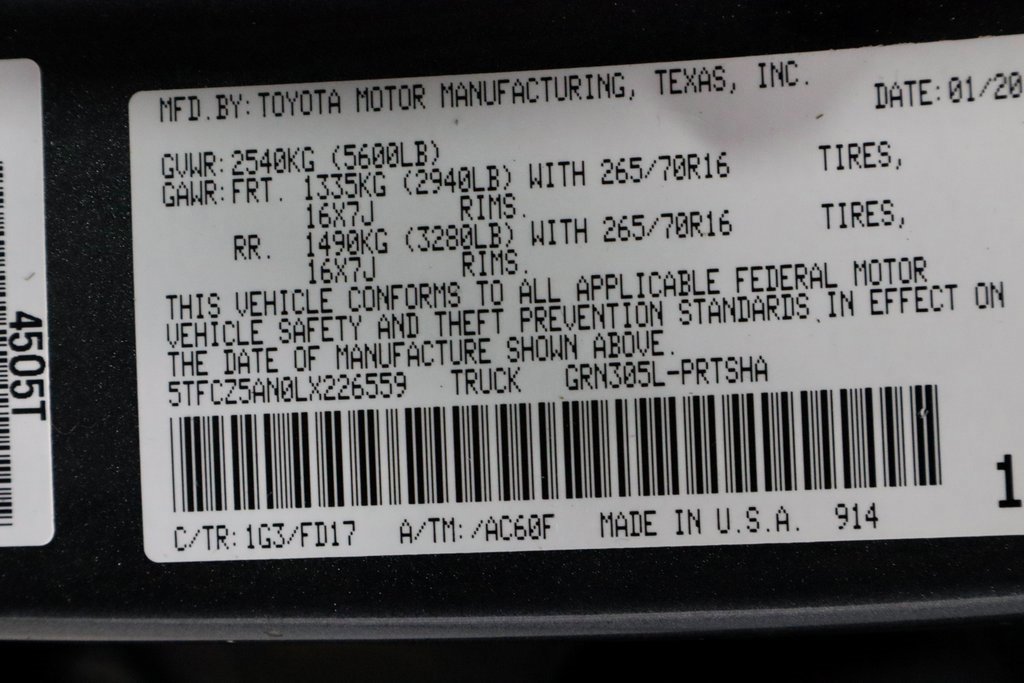 MFD.BY: TOYOTA MOTOR MANUFACTURING, TEXAS, INC. DATE: 01/20
GVWR: 2540KG (5600LB)
GAWR: FRT. 1335KG (2940LB) WITH 265/70R16 TIRES,
16X7J RIMS.
RR. 1490KG (3280LB) WITH 265/70R16 TIRES,
16X7J RIMS.
THIS VEHICLE CONFORMS TO ALL APPLICABLE FEDERAL MOTOR
VEHICLE SAFETY AND THEFT PREVENTION STANDARDS IN EFFECT ON
THE DATE OF MANUFACTURE SHOWN ABOVE.
5TFCZ5AN0LX226559 TRUCK GRN305L-PRTSHA
C/TR: 1G3/FD17 A/TM: /AC60F MADE IN U.S.A. 914
1
4505T